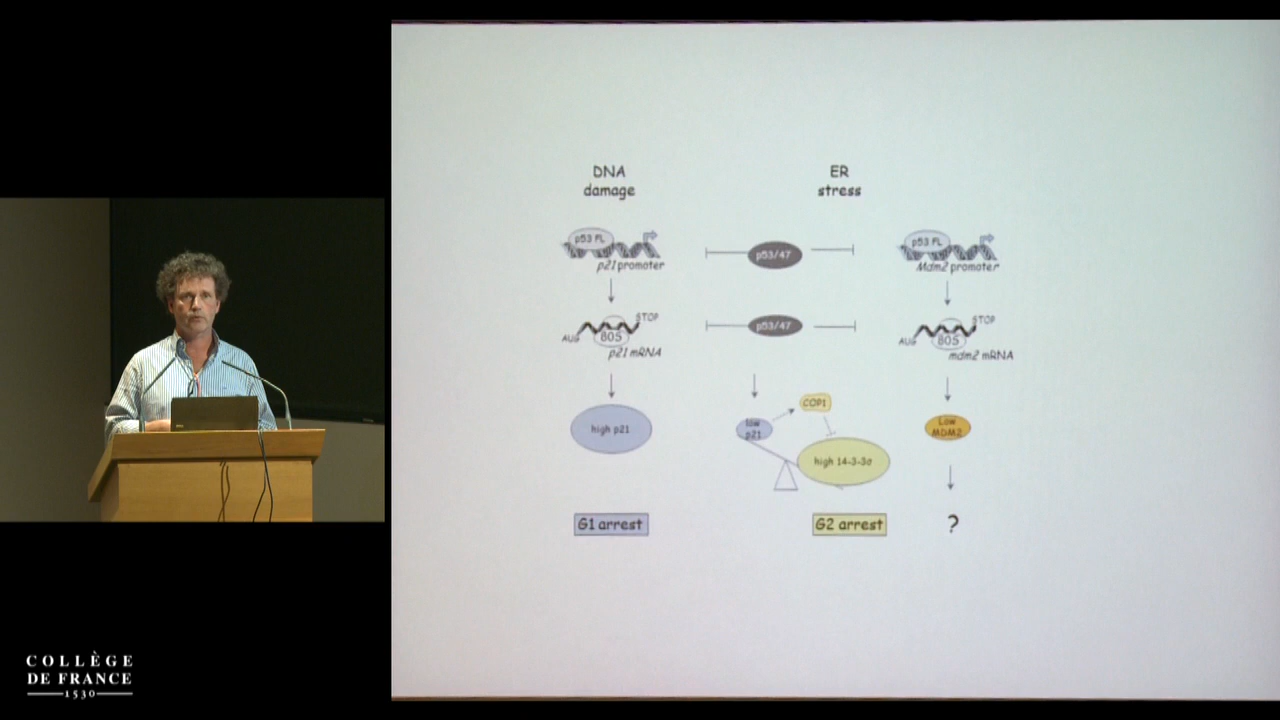 DNA
damage
ER
stress
p53 FL
p21 promoter
p53/47
p53 FL
Mdm2 promoter
AUG
STOP
80S
p21 mRNA
p53/47
AUG
STOP
80S
mdm2 mRNA
high p21
low
p21
COP1
high 14-3-3σ
Low
MDM2
G1 arrest
G2 arrest
?
COLLÈGE
DE FRANCE
1530